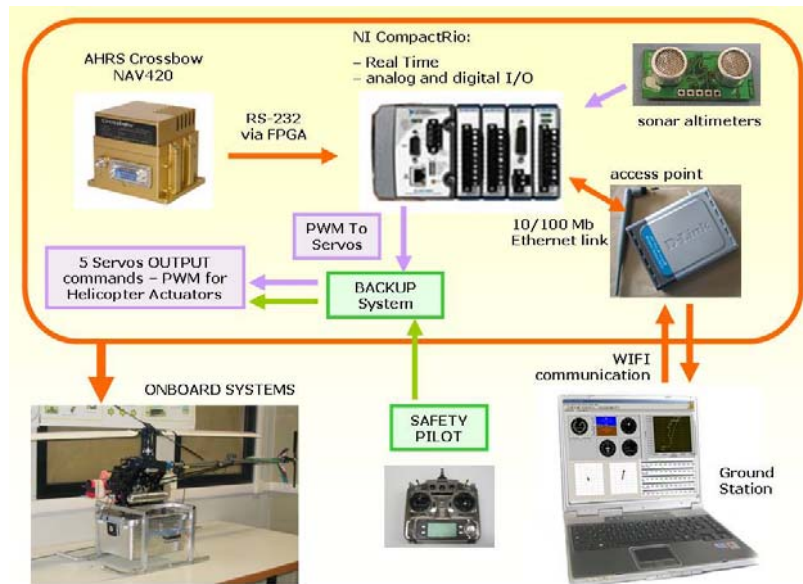 AHRS Crossbow
NAV420
NI CompactRio:
– Real Time
– analog and digital I/O
RS-232
via FPGA
sonar altimeters
access point
10/100 Mb
Ethernet link
D-Link
PWM To
Servos
5 Servos OUTPUT
commands – PWM for
Helicopter Actuators
BACKUP
System
WIFI
communication
ONBOARD SYSTEMS
SAFETY
PILOT
Ground
Station